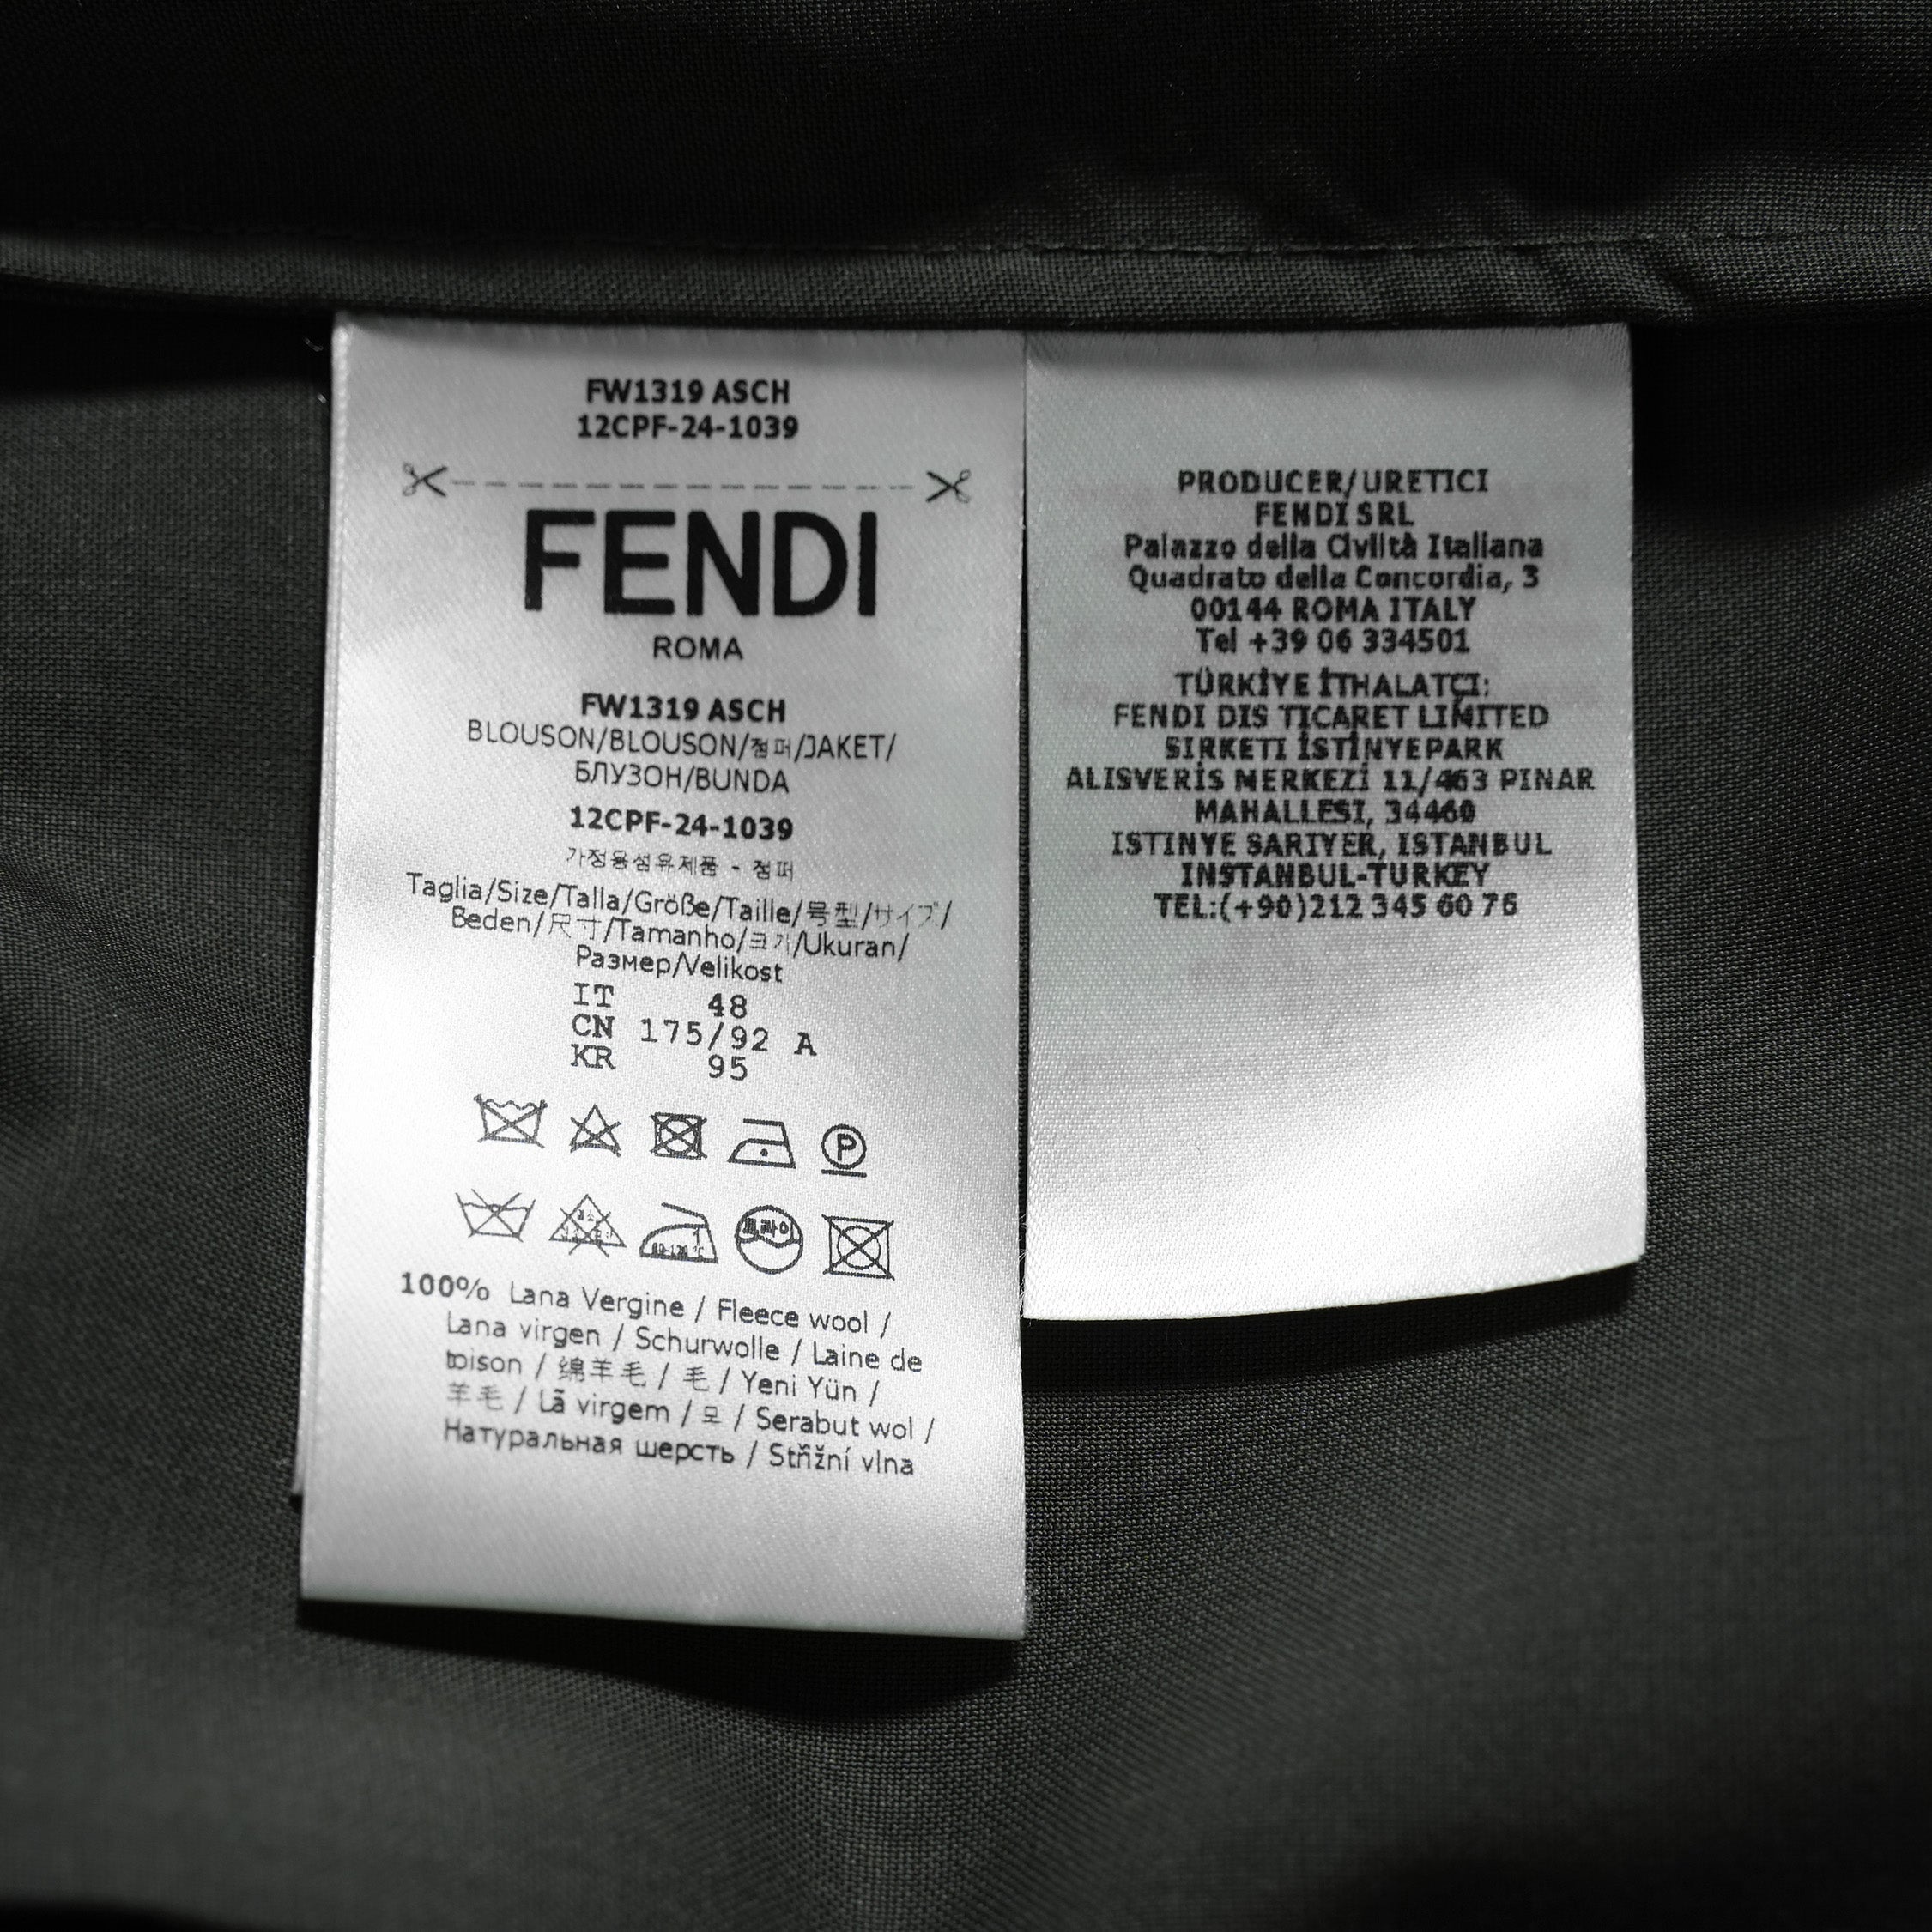 FW1319 ASCH
12CPF-24-1039
FENDI
ROMA
FW1319 ASCH
BLOUSON/BLOUSON/점퍼/JAKET/
БЛУЗОН/BUNDA
12CPF-24-1039
가정용섬유제품 - 점퍼
Taglia/Size/Talla/Größe/Taille/号型/サイズ/
Beden/尺寸/Tamanho/크기/Ukuran/
Размер/Velikost
IT 48
CN 175/92 A
KR 95
P
드라이
100% Lana Vergine / Fleece wool /
Lana virgen / Schurwolle / Laine de
toison / 绵羊毛 / 毛 / Yeni Yün /
羊毛 / Lã virgem / 모 / Serabut wol /
Натуральная шерсть / Střžní vlna
PRODUCER/URETICI
FENDI SRL
Palazzo della Civiltà Italiana
Quadrato della Concordia, 3
00144 ROMA ITALY
Tel +39 06 334501
TÜRKİYE İTHALATÇI:
FENDI DIS TICARET LIMITED
SIRKETI İSTİNYEPARK
ALISVERİS MERKEZİ 11/463 PINAR
MAHALLESI, 34460
ISTINYE SARIYER, ISTANBUL
INSTANBUL-TURKEY
TEL:(+90)212 345 60 76